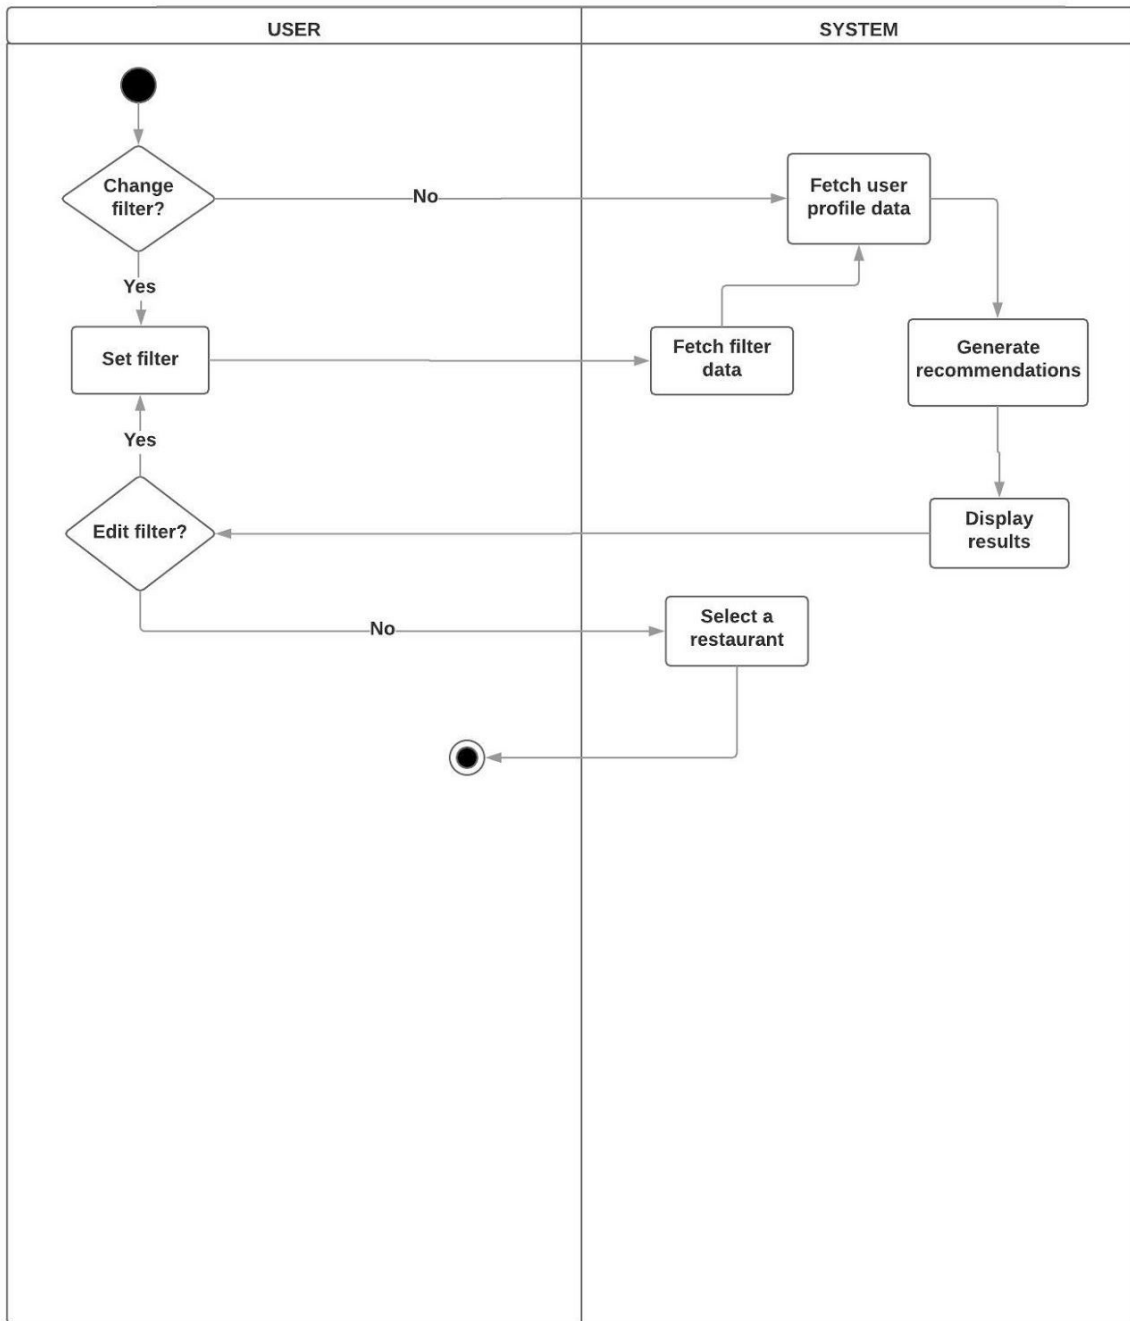 USER
SYSTEM
Change
filter?
No
Fetch user
profile data
Yes
Set filter
Fetch filter
data
Generate
recommendations
Yes
Edit filter?
Display
results
No
Select a
restaurant